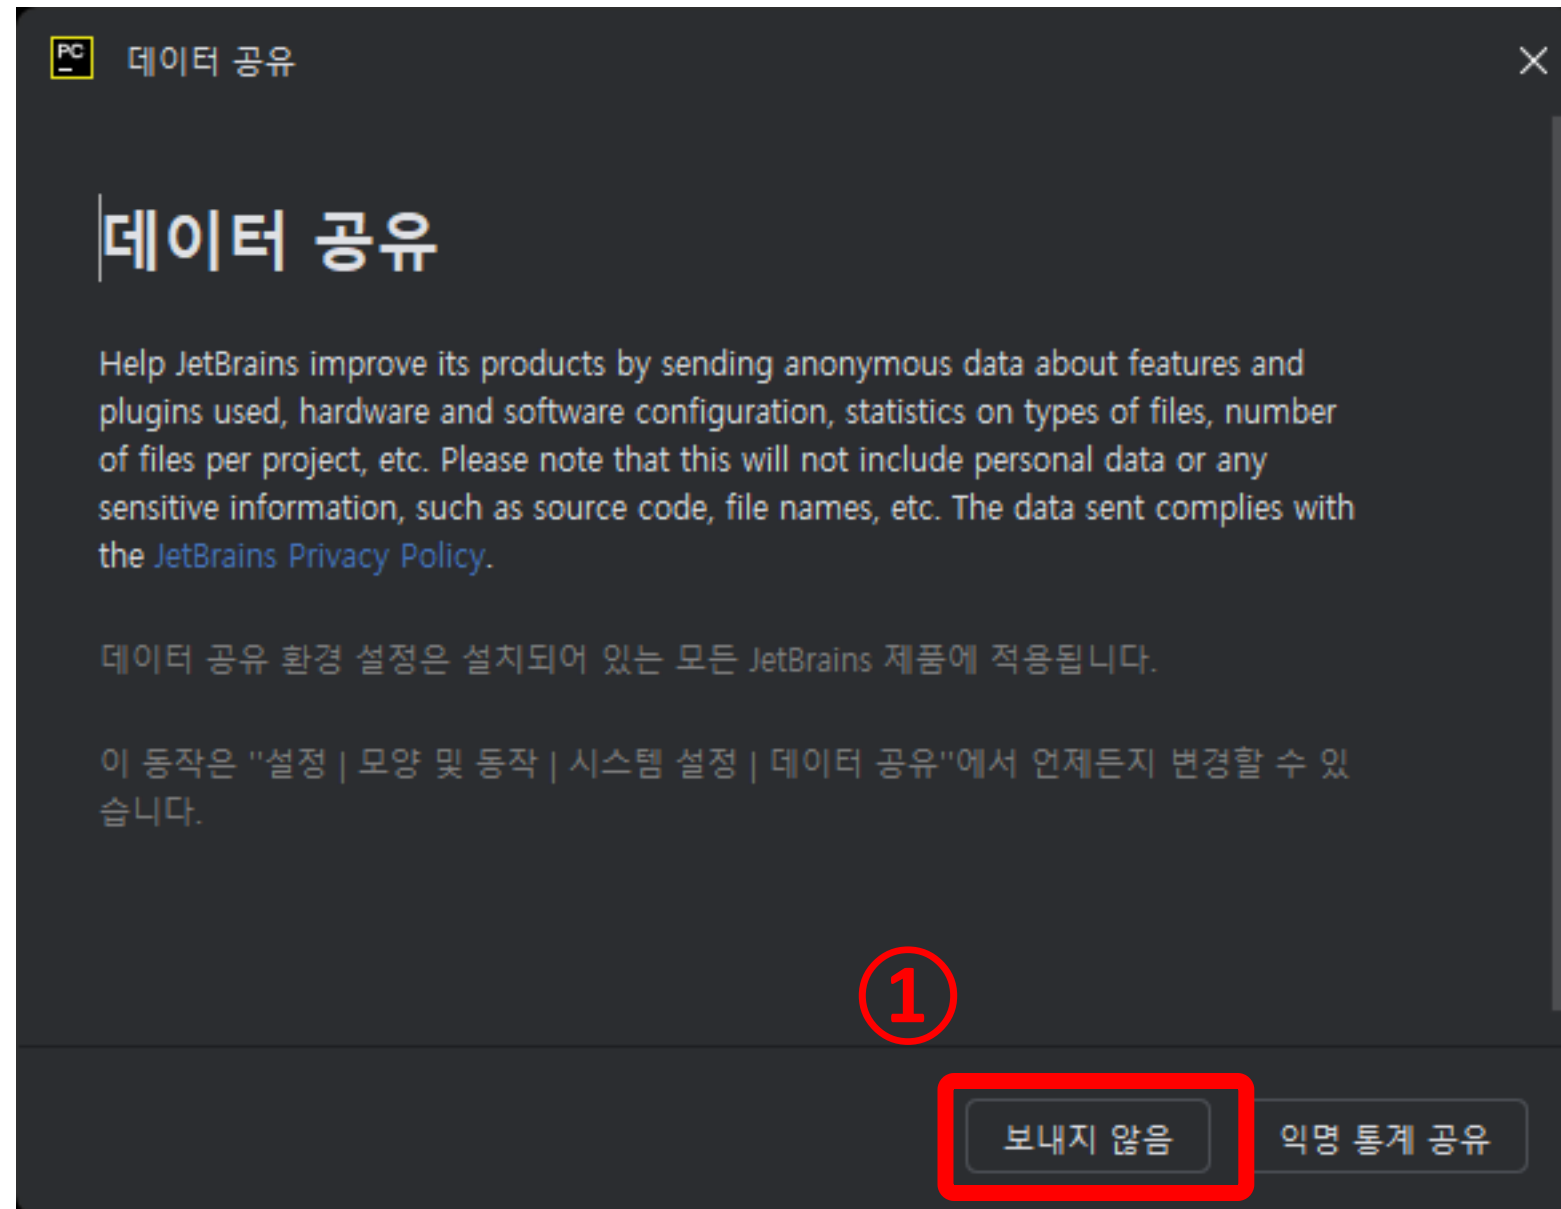 PC 데이터 공유
데이터 공유
Help JetBrains improve its products by sending anonymous data about features and
plugins used, hardware and software configuration, statistics on types of files, number
of files per project, etc. Please note that this will not include personal data or any
sensitive information, such as source code, file names, etc. The data sent complies with
the JetBrains Privacy Policy.
데이터 공유 환경 설정은 설치되어 있는 모든 JetBrains 제품에 적용됩니다.
이 동작은 "설정 | 모양 및 동작 | 시스템 설정 | 데이터 공유"에서 언제든지 변경할 수 있
습니다.
①
보내지 않음 익명 통계 공유